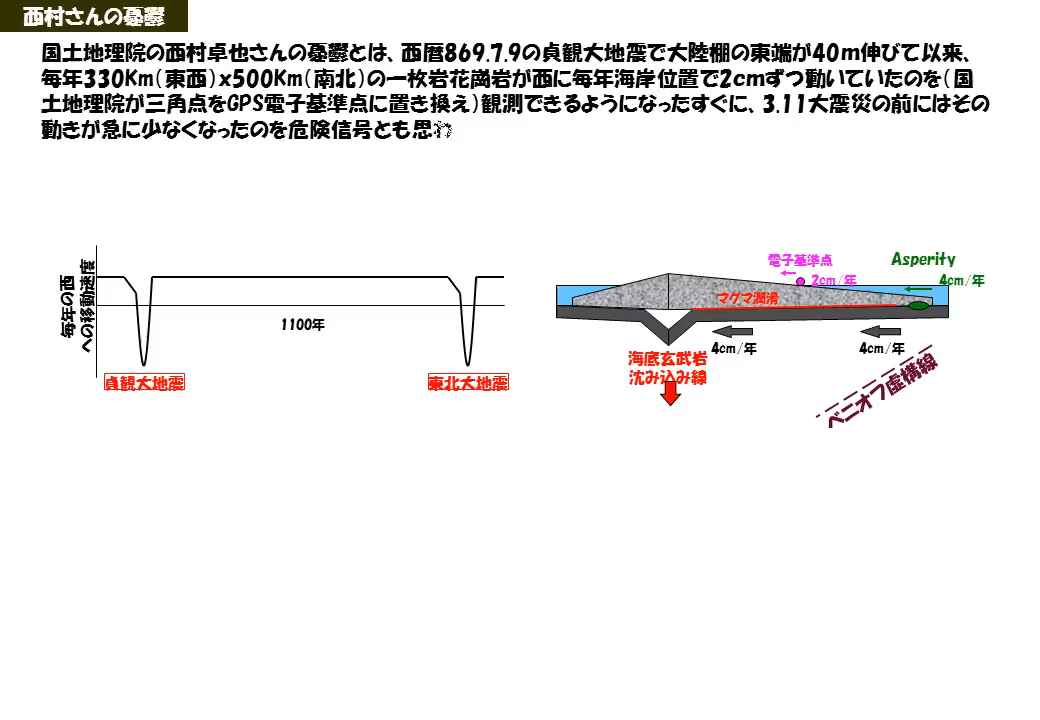 西村さんの憂鬱
国土地理院の西村卓也さんの憂鬱とは、西暦869.7.9の貞観大地震で大陸棚の東端が40m伸びて以来、
毎年330Km(東西)x500Km(南北)の一枚岩花崗岩が西に毎年海岸位置で2cmずつ動いていたのを(国
土地理院が三角点をGPS電子基準点に置き換え)観測できるようになったすぐに、3.11大震災の前にはその
動きが急に少なくなったのを危険信号とも思わ
毎年の西
への移動速度
1100年
貞観大地震
東北大地震
電子基準点
Asperity
2cm/年
4cm/年
マグマ潤滑
4cm/年
4cm/年
海底玄武岩
沈み込み線
ベニオフ虚構線